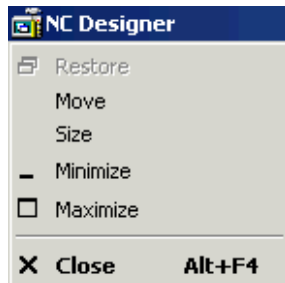 NC Designer
Restore
Move
Size
Minimize
Maximize
Close Alt+F4